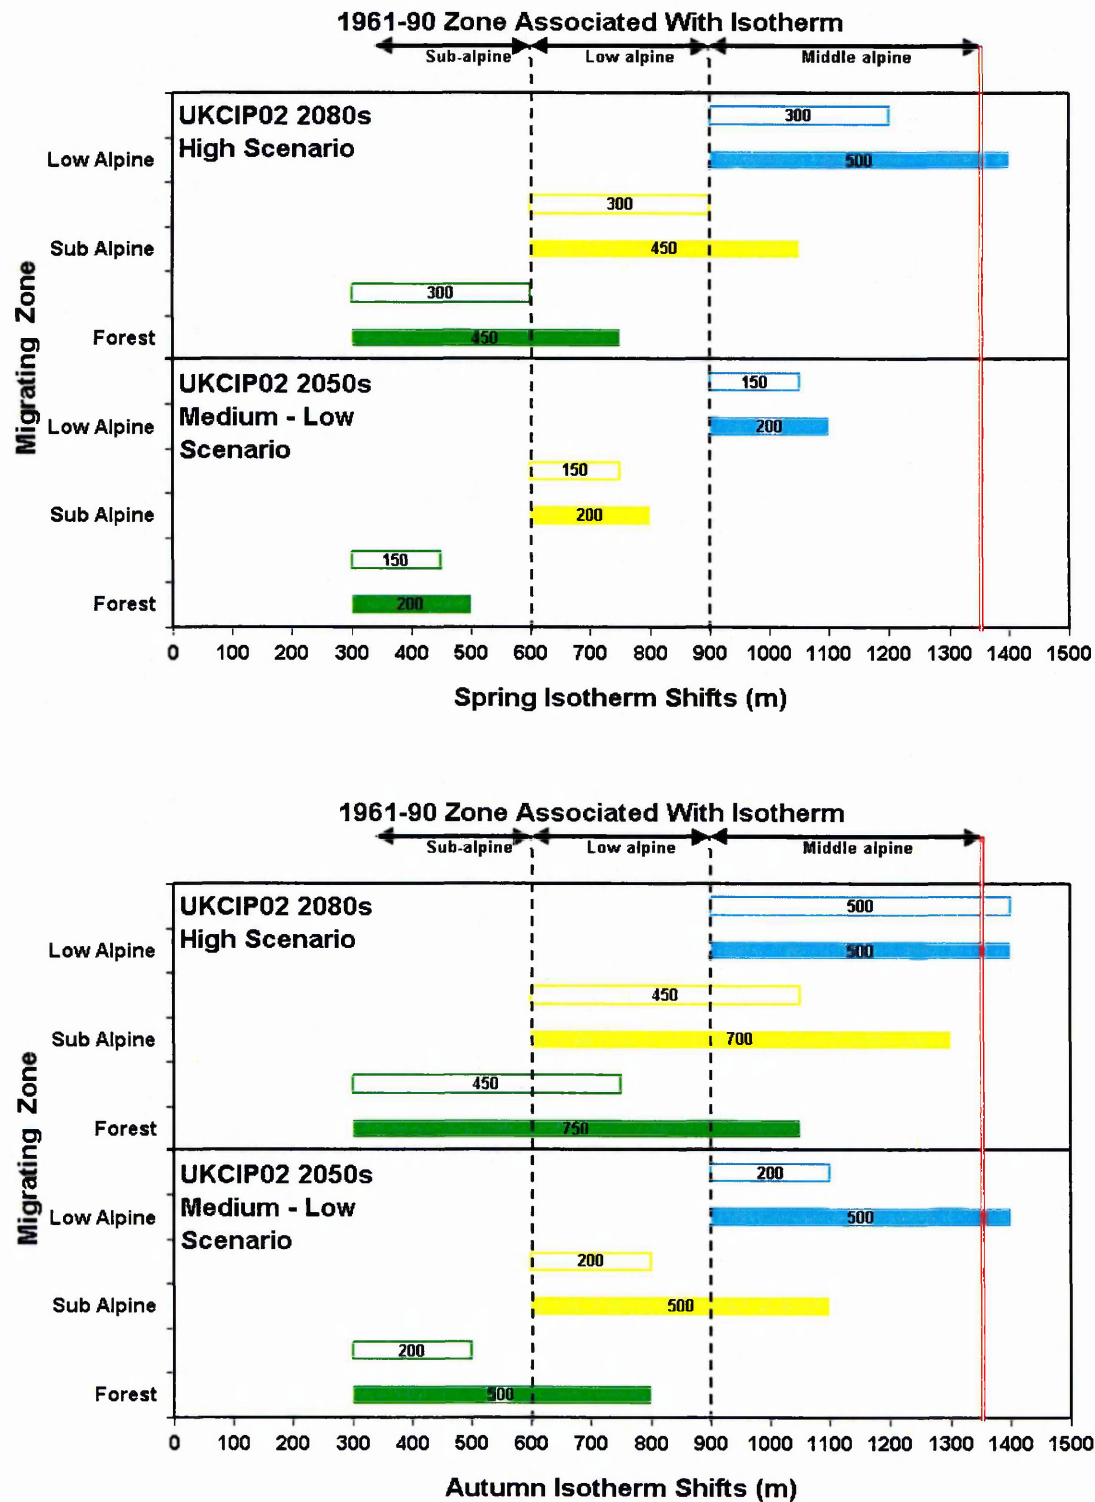 1961-90 Zone Associated With Isotherm
Sub-alpine
Low alpine
Middle alpine
UKCIP02 2080s
High Scenario
300
Low Alpine
500
300
Sub Alpine
450
300
Forest
450
UKCIP02 2050s
Medium - Low
Scenario
150
Low Alpine
200
150
Sub Alpine
200
150
Forest
200
Migrating Zone
0 100 200 300 400 500 600 700 800 900 1000 1100 1200 1300 1400 1500
Spring Isotherm Shifts (m)
1961-90 Zone Associated With Isotherm
Sub-alpine
Low alpine
Middle alpine
UKCIP02 2080s
High Scenario
500
Low Alpine
500
450
Sub Alpine
700
450
Forest
750
UKCIP02 2050s
Medium - Low
Scenario
200
Low Alpine
500
200
Sub Alpine
500
200
Forest
500
Migrating Zone
0 100 200 300 400 500 600 700 800 900 1000 1100 1200 1300 1400 1500
Autumn Isotherm Shifts (m)